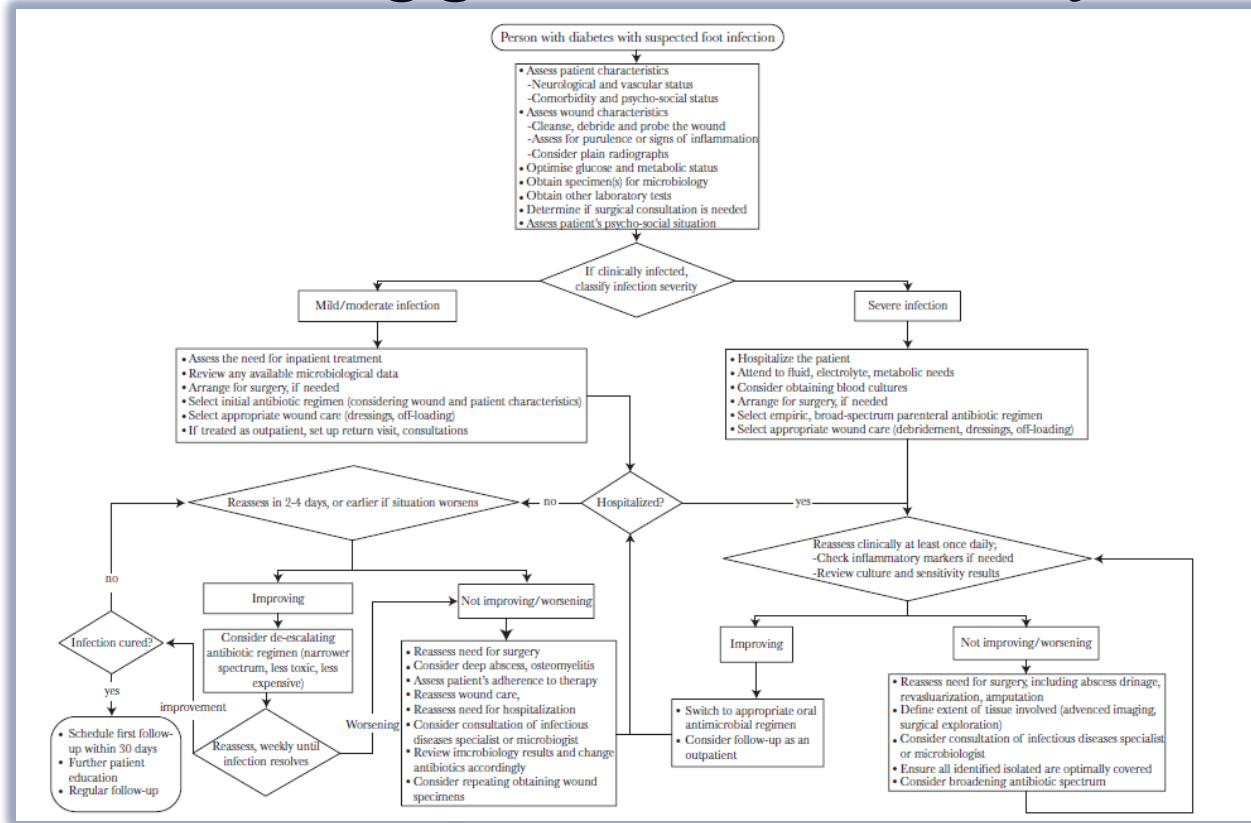 Person with diabetes with suspected foot infection
• Assess patient characteristics
-Neurological and vascular status
-Comorbidity and psycho-social status
• Assess wound characteristics
-Cleanse, debride and probe the wound
-Assess for purulence or signs of inflammation
-Consider plain radiographs
• Optimise glucose and metabolic status
• Obtain specimen(s) for microbiology
• Obtain other laboratory tests
• Determine if surgical consultation is needed
• Assess patient's psycho-social situation
If clinically infected,
classify infection severity
Mild/moderate infection
Severe infection
• Assess the need for inpatient treatment
• Review any available microbiological data
• Arrange for surgery, if needed
• Select initial antibiotic regimen (considering wound and patient characteristics)
• Select appropriate wound care (dressings, off-loading)
• If treated as outpatient, set up return visit, consultations
• Hospitalize the patient
• Attend to fluid, electrolyte, metabolic needs
• Consider obtaining blood cultures
• Arrange for surgery, if needed
• Select empiric, broad-spectrum parenteral antibiotic regimen
• Select appropriate wound care (debridement, dressings, off-loading)
Reassess in 2-4 days, or earlier if situation worsens
no
Hospitalized?
yes
Reassess clinically at least once daily;
-Check inflammatory markers if needed
-Review culture and sensitivity results
no
Improving
Not improving/worsening
Infection cured?
Consider de-escalating
antibiotic regimen (narrower
spectrum, less toxic, less
expensive)
yes
improvement
Worsening
Reassess, weekly until
infection resolves
• Schedule first follow-
up within 30 days
• Further patient
education
• Regular follow-up
• Reassess need for surgery
• Consider deep abscess, osteomyelitis
• Assess patient's adherence to therapy
• Reassess wound care,
• Reassess need for hospitalization
• Consider consultation of infectious
diseases specialist or microbigist
• Review imcrobiology results and change
antibiotics accordingly
• Consider repeating obtaining wound
specimens
Improving
Not improving/worsening
• Switch to appropriate oral
antimicrobial regimen
• Consider follow-up as an
outpatient
• Reassess need for surgery, including abscess drinage,
revasluarization, amputation
• Define extent of tissue involved (advanced imaging,
surgical exploration)
• Consider consultation of infectious diseases specialist
or microbiologist
• Ensure all identified isolated are optimally covered
• Consider broadening antibiotic spectrum